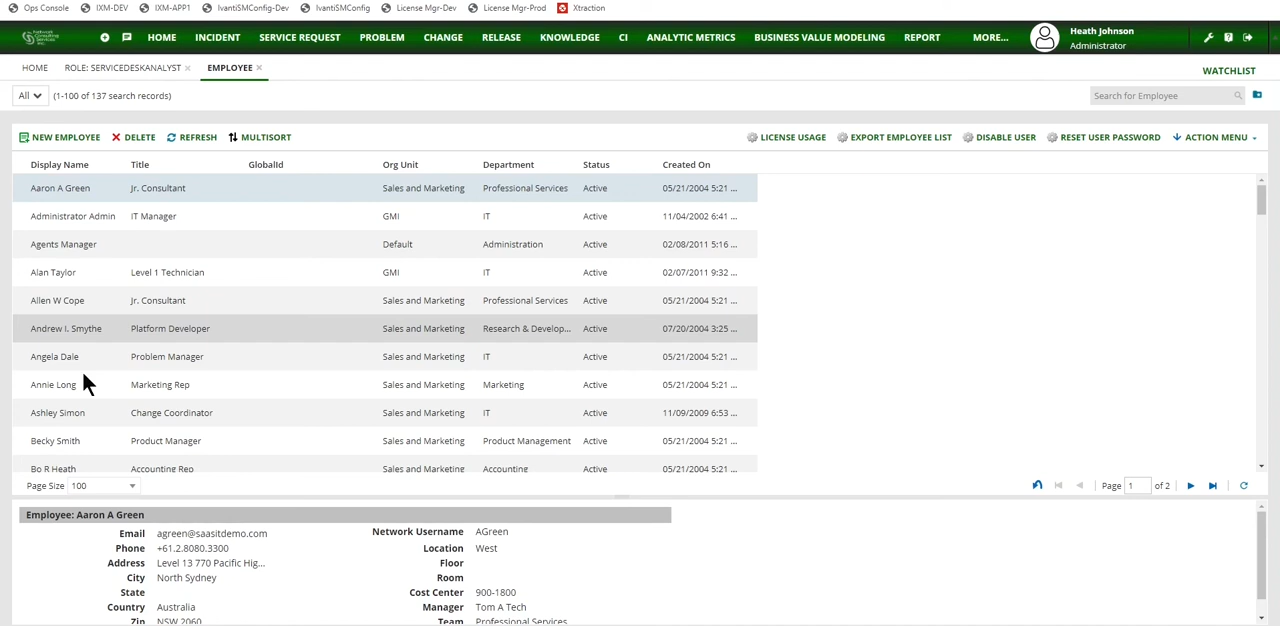 Ops Console IXM-DEV IXM-APP1 IvantiSMConfig-Dev IvantiSMConfig License Mgr-Dev License Mgr-Prod Xtraction
HOME INCIDENT SERVICE REQUEST PROBLEM CHANGE RELEASE KNOWLEDGE CI ANALYTIC METRICS BUSINESS VALUE MODELING REPORT MORE... Heath Johnson
Administrator
HOME ROLE: SERVICEDESKANALYST EMPLOYEE WATCHLIST
All (1-100 of 137 search records) Search for Employee
NEW EMPLOYEE DELETE REFRESH MULTISORT LICENSE USAGE EXPORT EMPLOYEE LIST DISABLE USER RESET USER PASSWORD ACTION MENU
Display Name Title GlobalId Org Unit Department Status Created On
Aaron A Green Jr. Consultant Sales and Marketing Professional Services Active 05/21/2004 5:21 ...
Administrator Admin IT Manager GMI IT Active 11/04/2002 6:41 ...
Agents Manager Default Administration Active 02/08/2011 5:16 ...
Alan Taylor Level 1 Technician GMI IT Active 02/07/2011 9:32 ...
Allen W Cope Jr. Consultant Sales and Marketing Professional Services Active 05/21/2004 5:21 ...
Andrew I. Smythe Platform Developer Sales and Marketing Research & Develop... Active 07/20/2004 3:25 ...
Angela Dale Problem Manager Sales and Marketing IT Active 05/21/2004 5:21 ...
Annie Long Marketing Rep Sales and Marketing Marketing Active 05/21/2004 5:21 ...
Ashley Simon Change Coordinator Sales and Marketing IT Active 11/09/2009 6:53 ...
Becky Smith Product Manager Sales and Marketing Product Management Active 05/21/2004 5:21 ...
Bo R Heath Accounting Rep Sales and Marketing Accounting Active 05/21/2004 5:21 ...
Page Size 100 Page 1 of 2
Employee: Aaron A Green
Email agreen@saasitdemo.com Network Username AGreen
Phone +61.2.8080.3300 Location West
Address Level 13 770 Pacific Hig... Floor
City North Sydney Room
State Cost Center 900-1800
Country Australia Manager Tom A Tech
Zip NSW 2060 Team Professional Services